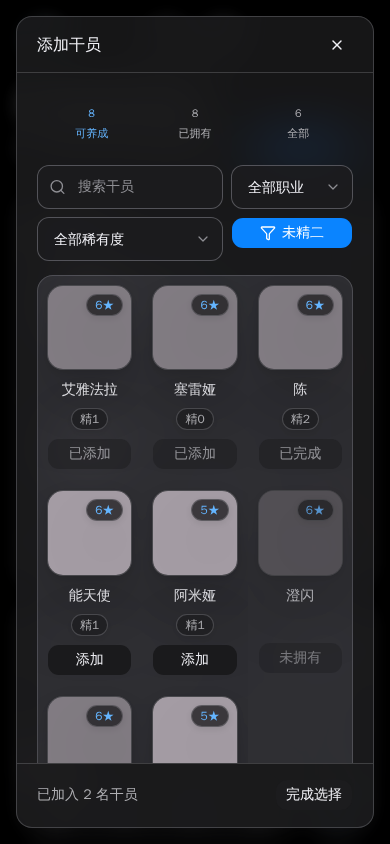 添加干员
8 8 6
可养成 已拥有 全部
搜索干员 全部职业
全部稀有度 未精二
6★ 6★ 6★
艾雅法拉 塞雷娅 陈
精1 精0 精2
已添加 已添加 已完成
6★ 5★ 6★
能天使 阿米娅 澄闪
精1 精1
添加 添加 未拥有
6★ 5★
已加入 2 名干员 完成选择